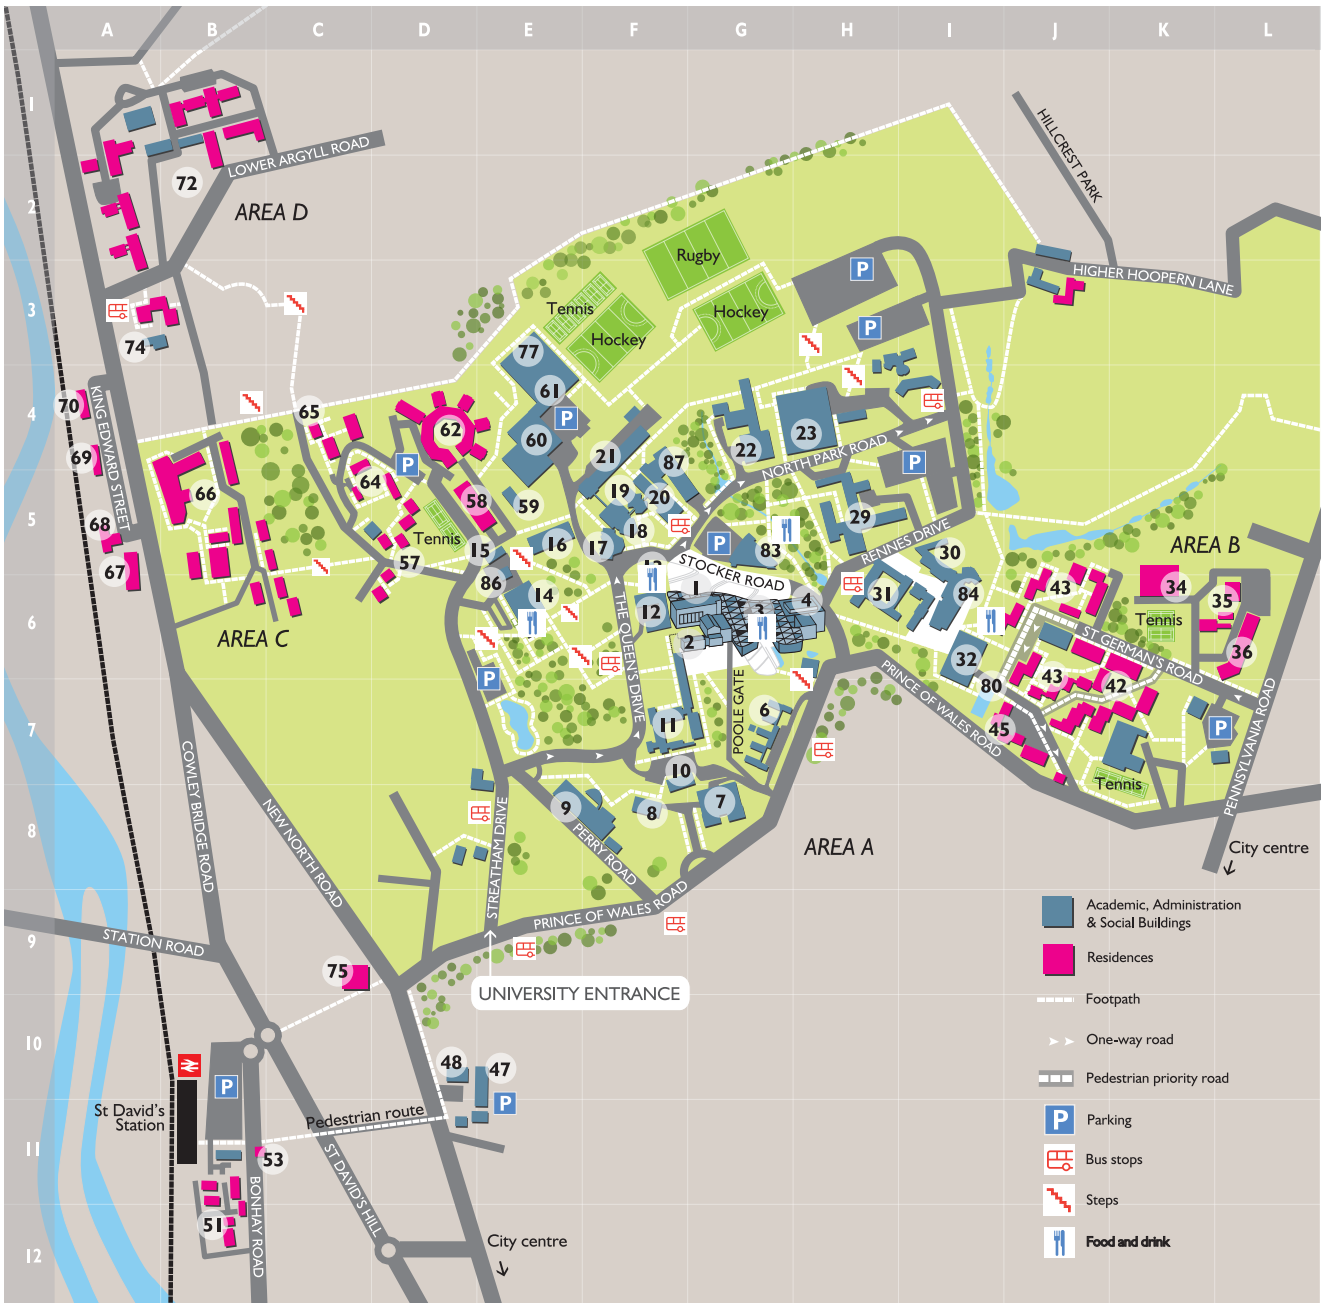 A B C D E F G H I J K L
1
HILLCREST PARK
LOWER ARGYLL ROAD
72
2
AREA D
Rugby
P
HIGHER HOOPERN LANE
3
Tennis
Hockey
Hockey
P
74
77
61
70
KING EDWARD STREET
65
4
P
62
60
23
22
NORTH PARK ROAD
69
21
87
P
P
64
66
58
59
19
20
68
5
Tennis
18
29
P
83
RENNES DRIVE
AREA B
15
16
17
30
67
57
STOCKER ROAD
86
1
43
34
14
THE QUEEN'S DRIVE
12
3
4
31
84
35
6
AREA C
2
Tennis
ST GERMAN'S ROAD
36
32
P
PRINCE OF WALES ROAD
43
42
80
POOLE GATE
6
7
11
45
P
COWLEY BRIDGE ROAD
10
PENNSYLVANIA ROAD
NEW NORTH ROAD
Tennis
9
8
7
8
STREATHAM DRIVE
PERRY ROAD
AREA A
City centre
PRINCE OF WALES ROAD
Academic, Administration
& Social Buildings
9
STATION ROAD
Residences
75
UNIVERSITY ENTRANCE
Footpath
One-way road
10
48
47
Pedestrian priority road
P
P
St David's
Station
Pedestrian route
P
Parking
11
53
Bus stops
ST DAVID'S HILL
BONHAY ROAD
Steps
51
12
City centre
Food and drink